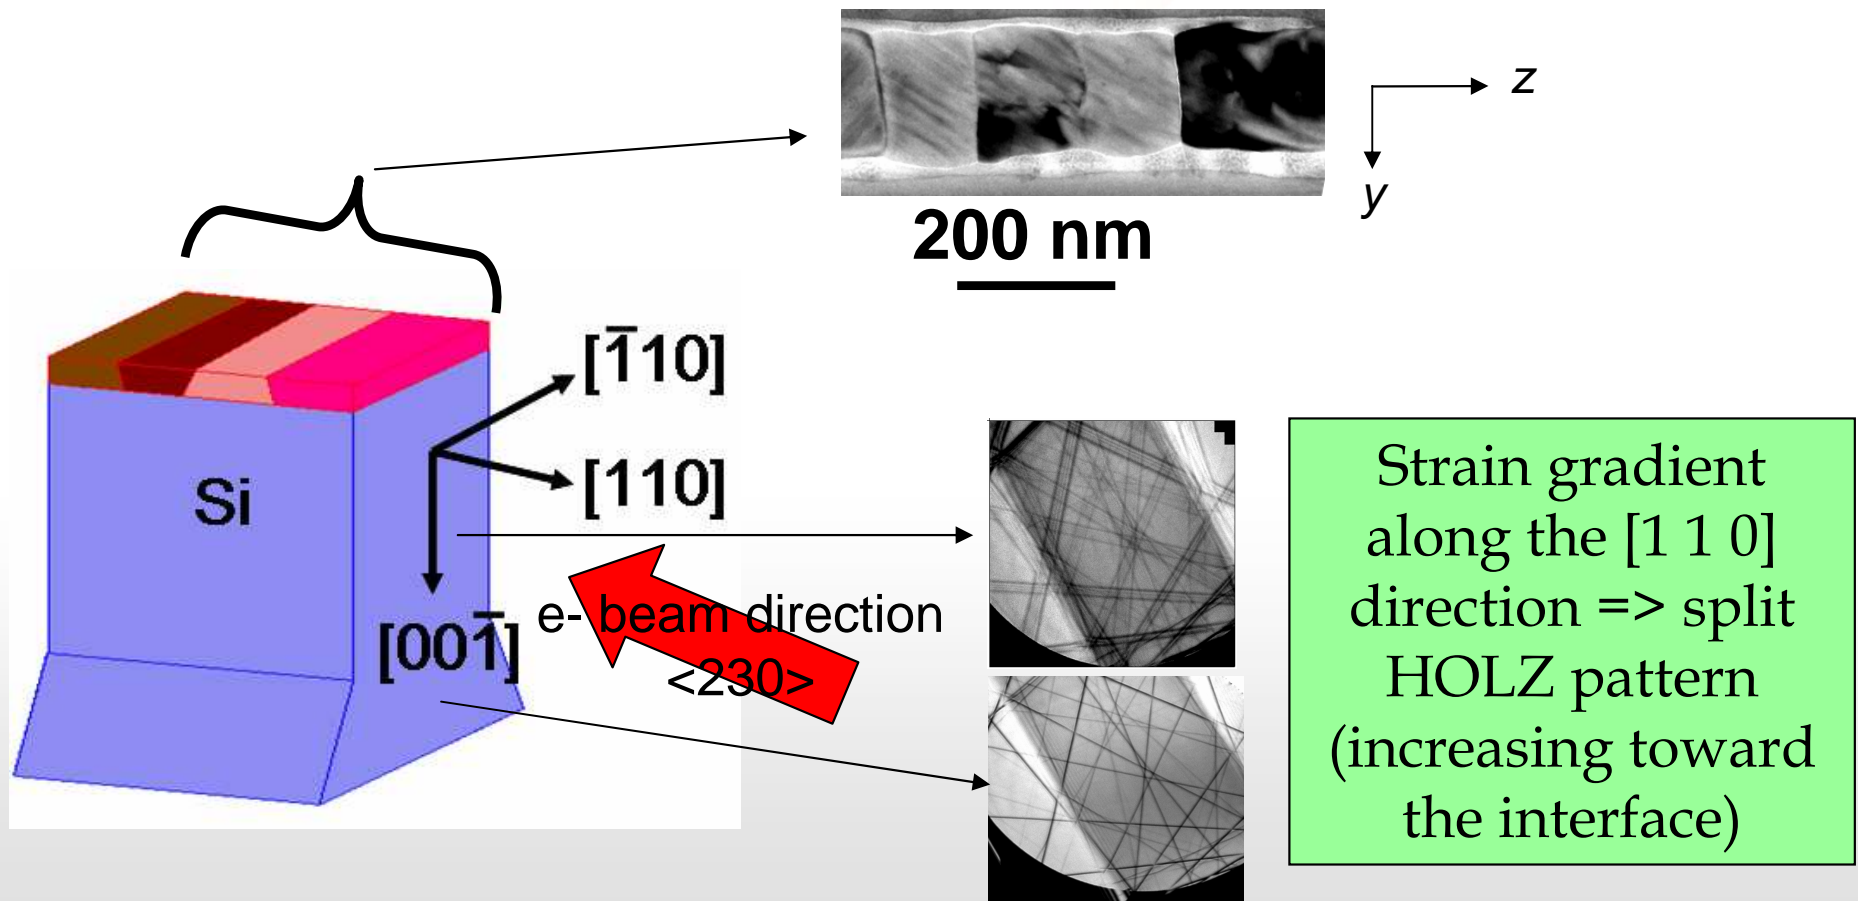 z
y
200 nm
[1̅10]
[110]
Si
[001̅]
e- beam direction
<230>
Strain gradient
along the [1 1 0]
direction => split
HOLZ pattern
(increasing toward
the interface)